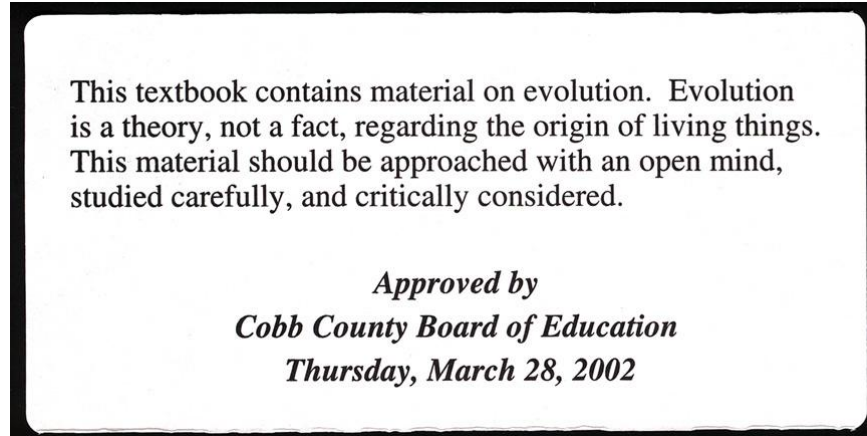 This textbook contains material on evolution.  Evolution
is a theory, not a fact, regarding the origin of living things.
This material should be approached with an open mind,
studied carefully, and critically considered.
Approved by
Cobb County Board of Education
Thursday, March 28, 2002